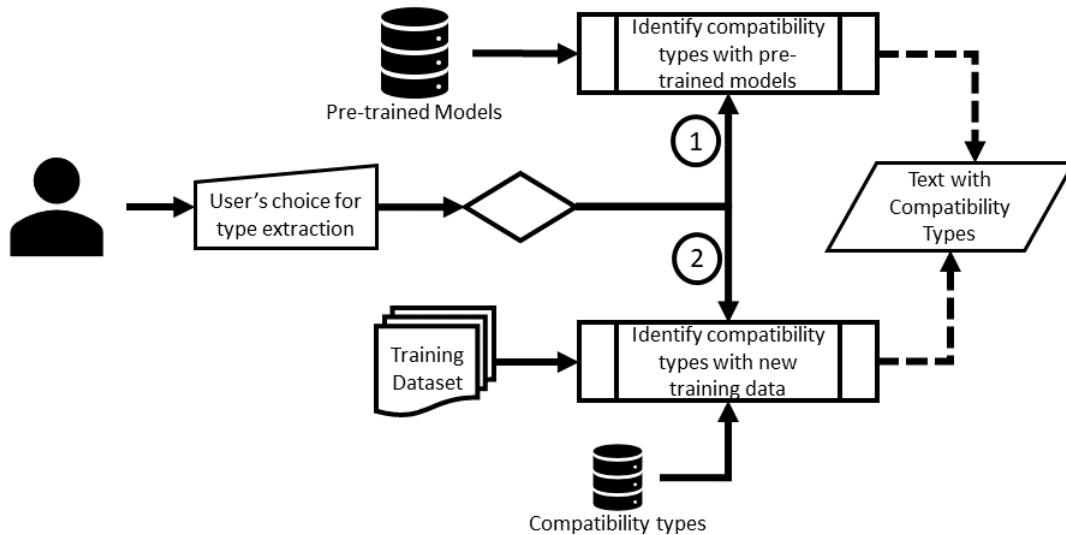 Identify compatibility
types with pre-
trained models
Pre-trained Models
1
User's choice for
type extraction
Text with
Compatibility
Types
2
Training
Dataset
Identify compatibility
types with new
training data
Compatibility types